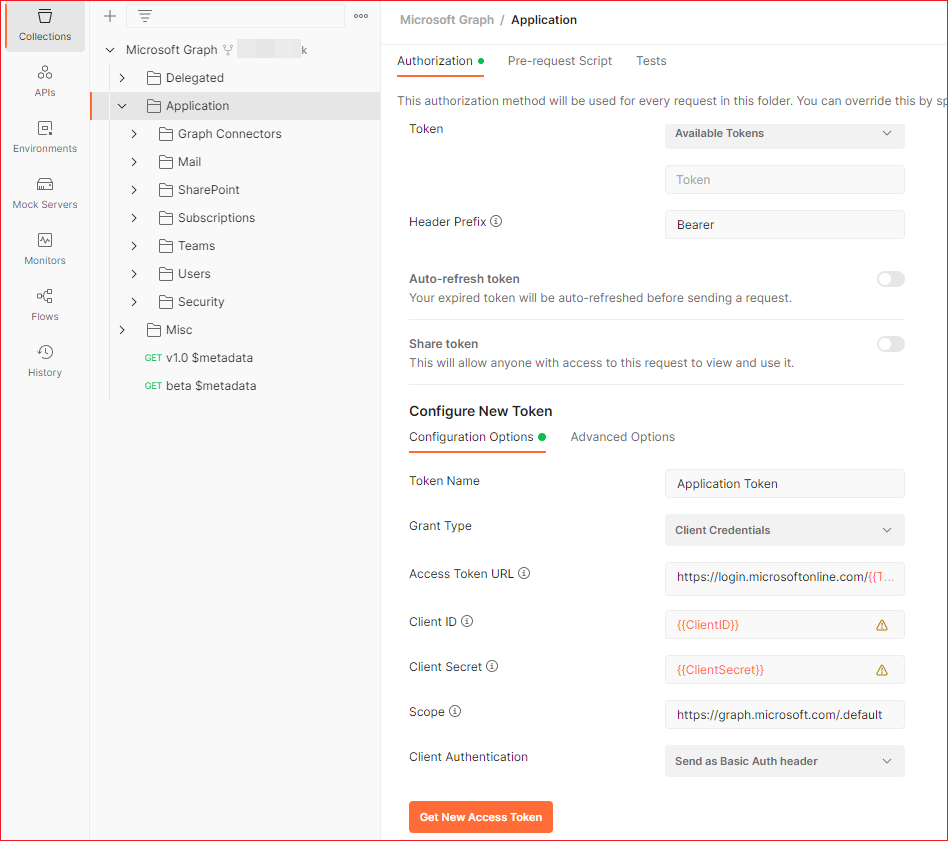 Collections
APIs
Environments
Mock Servers
Monitors
Flows
History
Microsoft Graph
k
Delegated
Application
Graph Connectors
Mail
SharePoint
Subscriptions
Teams
Users
Security
Misc
GET v1.0 $metadata
GET beta $metadata
Microsoft Graph / Application
Authorization
Pre-request Script
Tests
This authorization method will be used for every request in this folder. You can override this by sp
Token
Available Tokens
Token
Header Prefix
Bearer
Auto-refresh token
Your expired token will be auto-refreshed before sending a request.
Share token
This will allow anyone with access to this request to view and use it.
Configure New Token
Configuration Options
Advanced Options
Token Name
Application Token
Grant Type
Client Credentials
Access Token URL
https://login.microsoftonline.com/{{T...
Client ID
{{ClientID}}
Client Secret
{{ClientSecret}}
Scope
https://graph.microsoft.com/.default
Client Authentication
Send as Basic Auth header
Get New Access Token